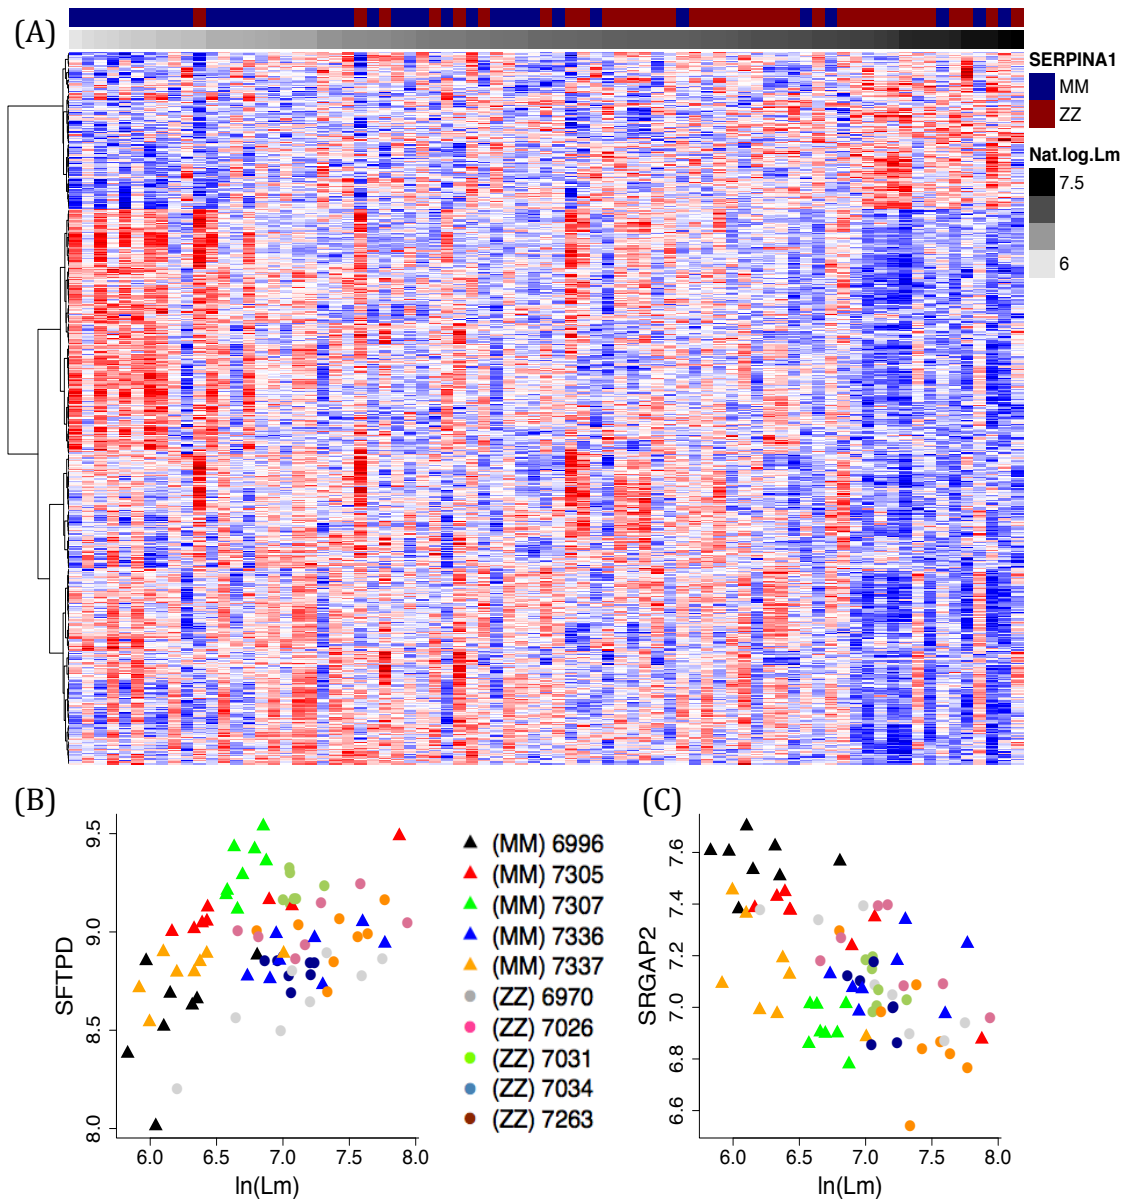 (A)
SERPINA1
MM
ZZ
Nat.log.Lm
7.5
6
(B)
SFTPD
9.5
9.0
8.5
8.0
6.0 6.5 7.0 7.5 8.0
ln(Lm)
(MM) 6996
(MM) 7305
(MM) 7307
(MM) 7336
(MM) 7337
(ZZ) 6970
(ZZ) 7026
(ZZ) 7031
(ZZ) 7034
(ZZ) 7263
(C)
SRGAP2
7.6
7.4
7.2
7.0
6.8
6.6
6.0 6.5 7.0 7.5 8.0
ln(Lm)